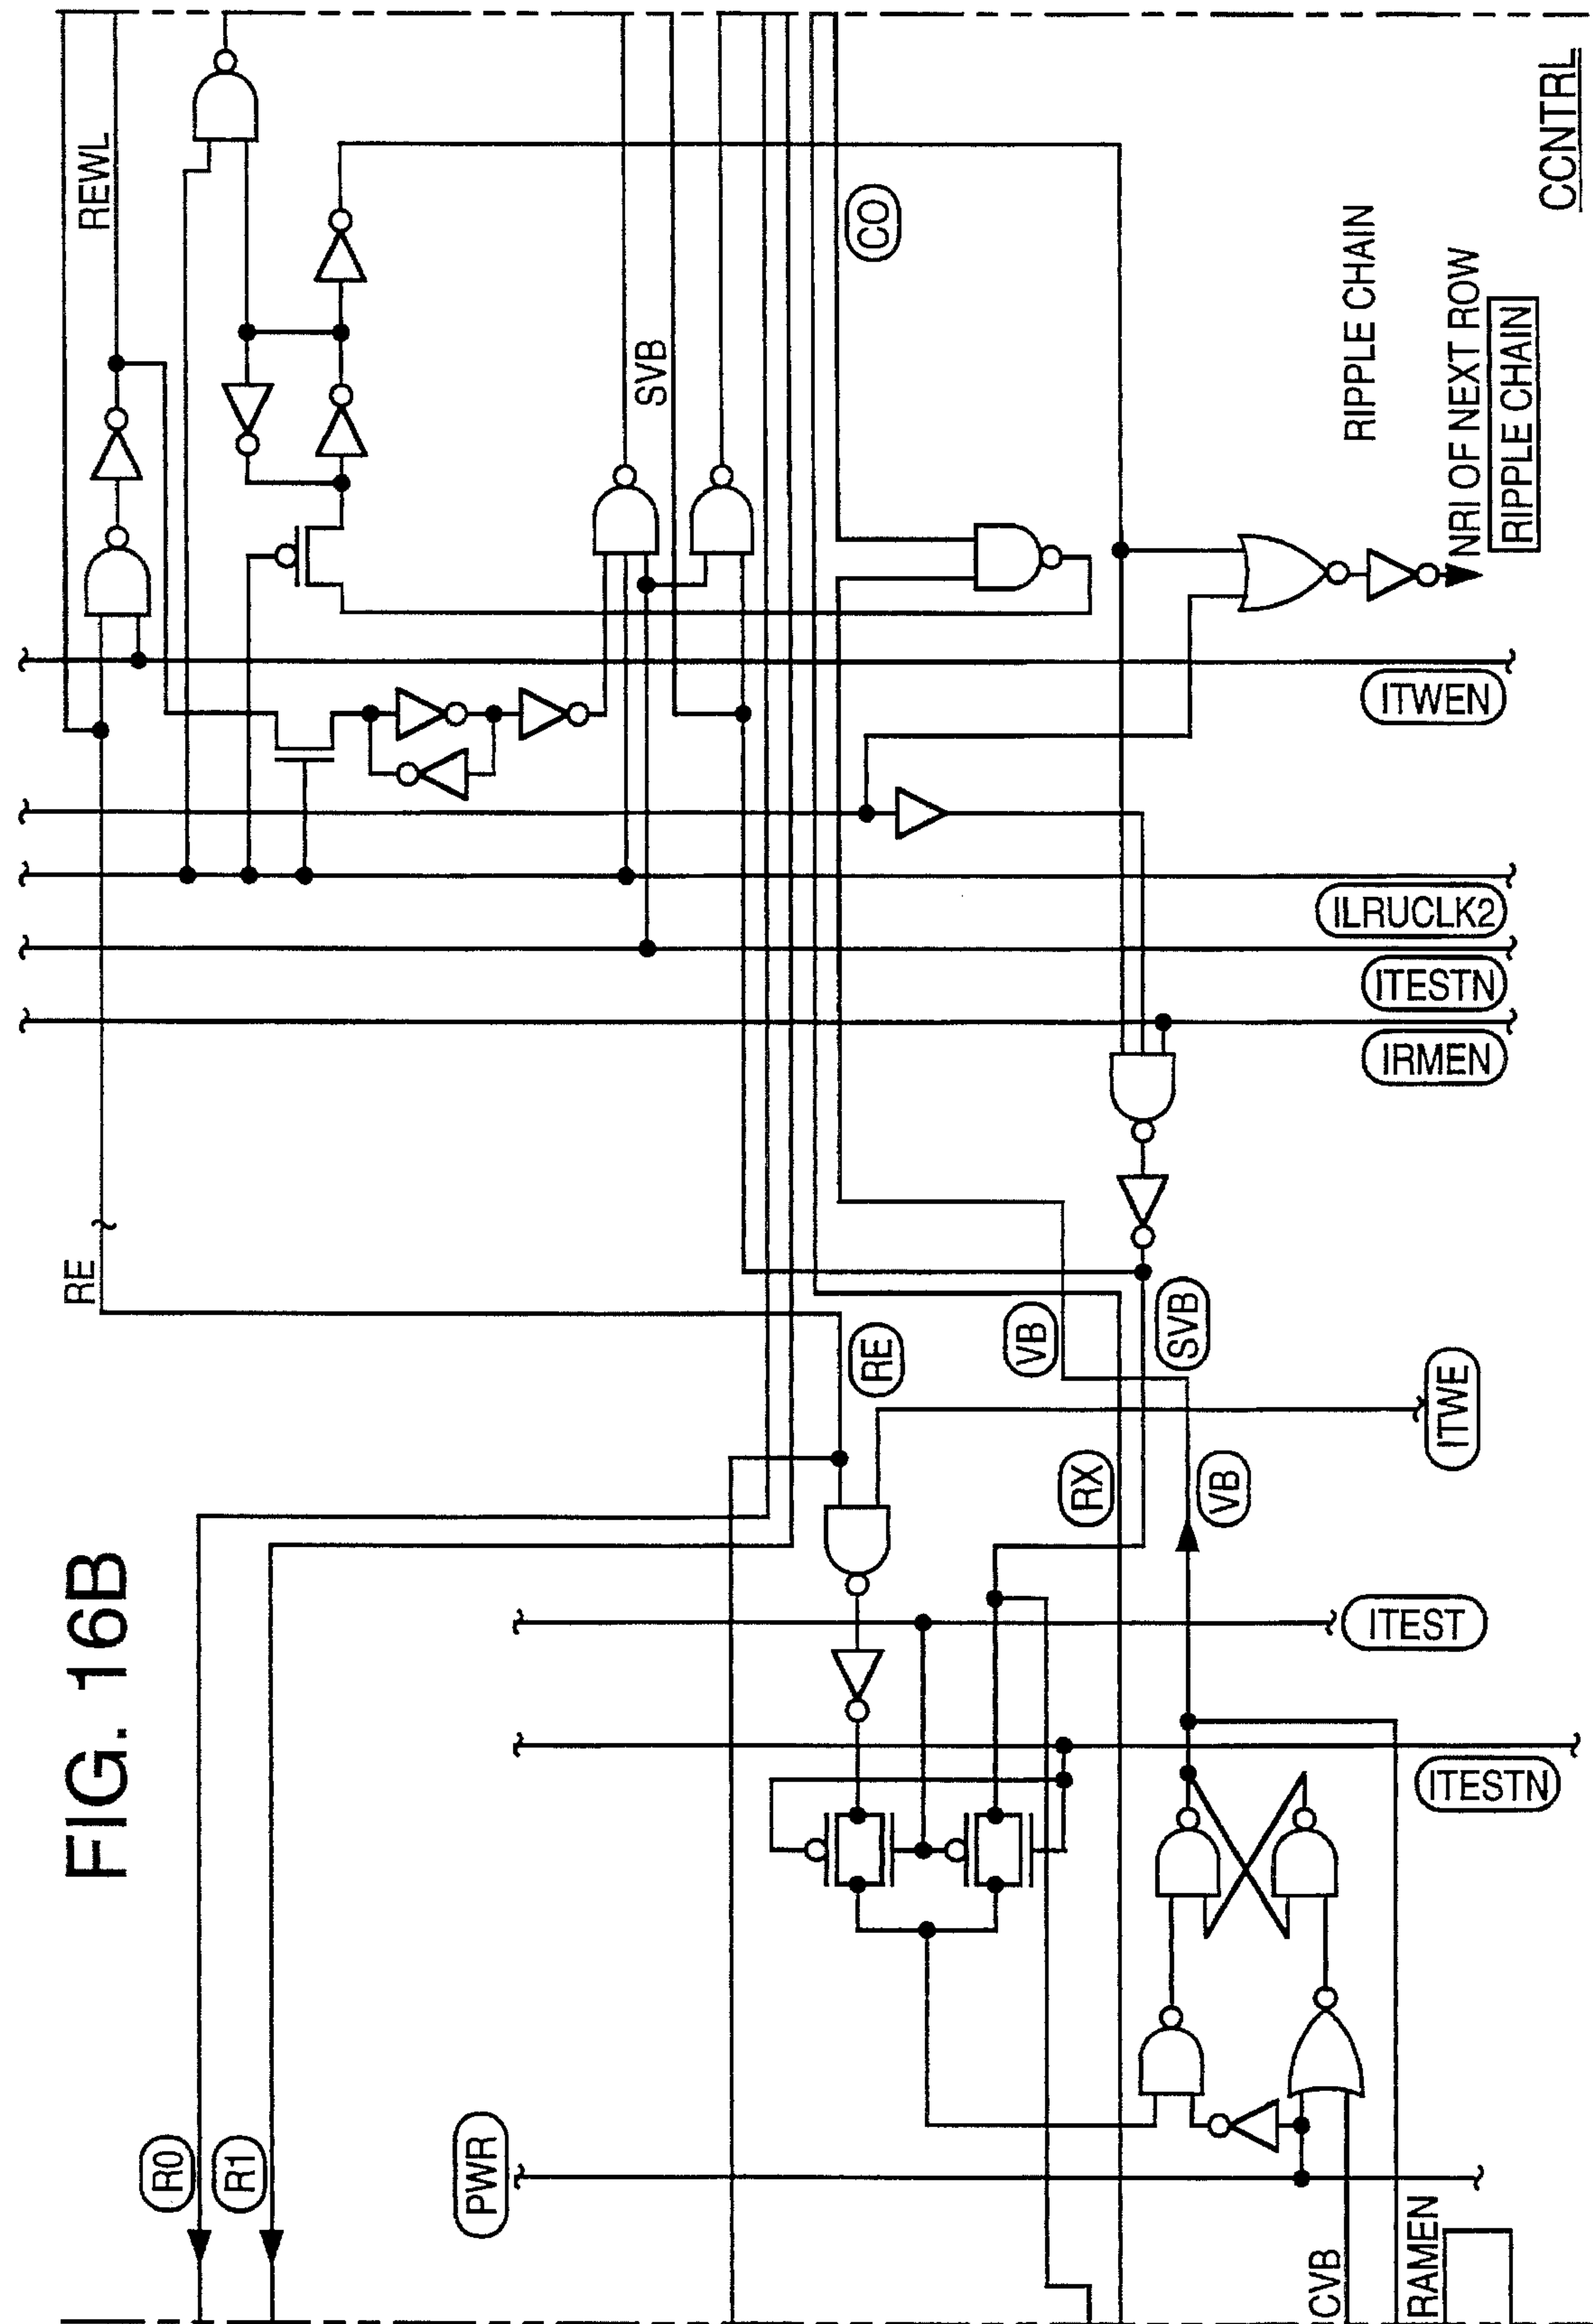 FIG. 16B
REWL
RE
SVB
CO
RIPPLE CHAIN
NRI OF NEXT ROW
RIPPLE CHAIN
CCNTRL
ITWEN
ILRUCLK2
ITESTN
IRMEN
RE
VB
SVB
ITWE
RX
VB
ITEST
ITESTN
R0
R1
PWR
CVB
RAMEN